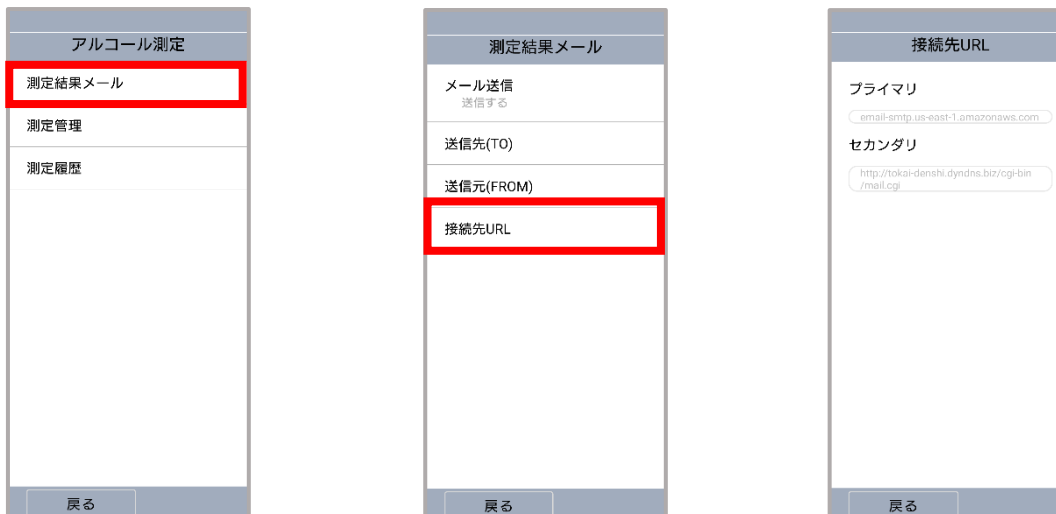 アルコール測定
測定結果メール
測定管理
測定履歴
戻る
測定結果メール
メール送信
送信する
送信先(TO)
送信元(FROM)
接続先URL
戻る
接続先URL
プライマリ
email-smtp.us-east-1.amazonaws.com
セカンダリ
http://tokai-denshi.dyndns.biz/cgi-bin
/mail.cgi
戻る